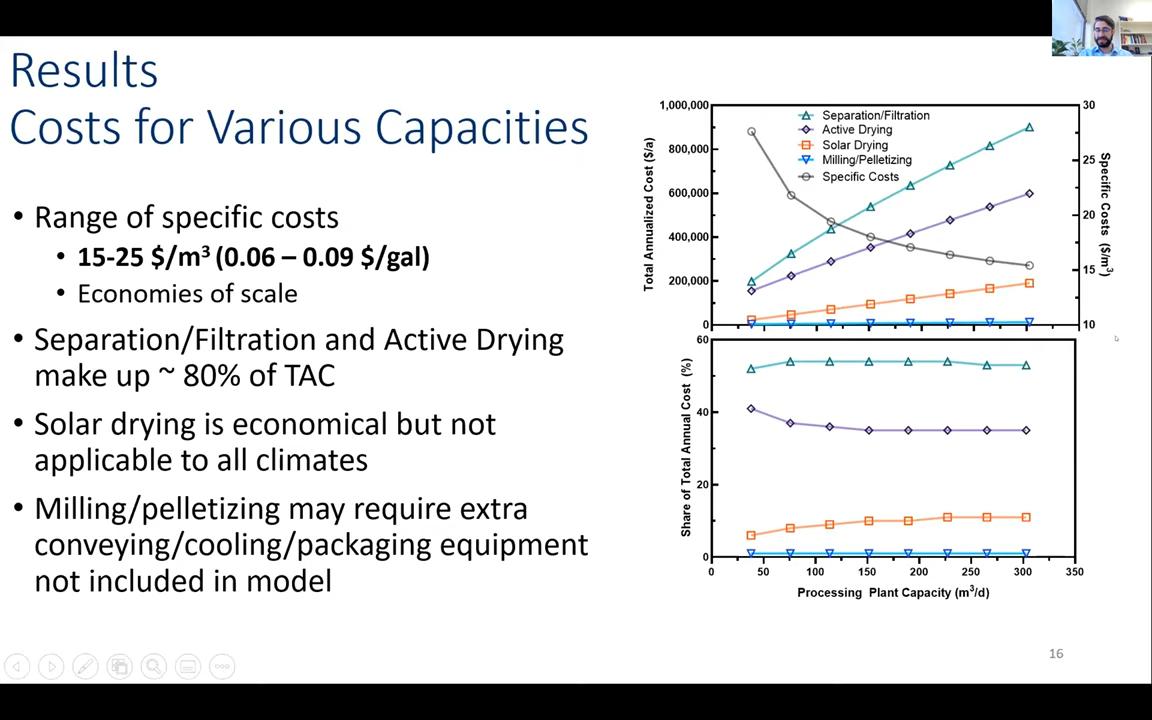 Results
Costs for Various Capacities
• Range of specific costs
• 15-25 $/m³ (0.06 – 0.09 $/gal)
• Economies of scale
• Separation/Filtration and Active Drying
make up ~ 80% of TAC
• Solar drying is economical but not
applicable to all climates
• Milling/pelletizing may require extra
conveying/cooling/packaging equipment
not included in model
Total Annualized Cost ($/a)
1,000,000
800,000
600,000
400,000
200,000
0
Separation/Filtration
Active Drying
Solar Drying
Milling/Pelletizing
Specific Costs
30
25
20
15
10
Specific Costs ($/m³)
Share of Total Annual Cost (%)
60
40
20
0
0 50 100 150 200 250 300 350
Processing Plant Capacity (m³/d)
16